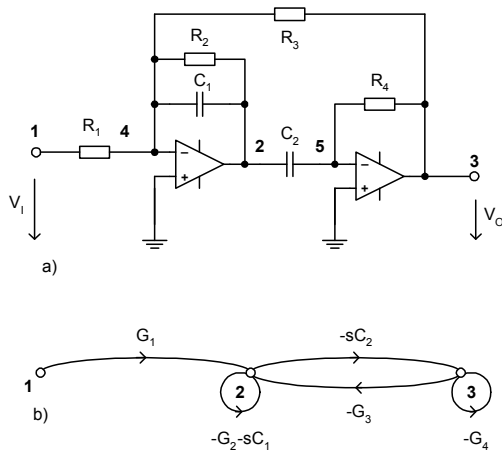 R3
R2
C1
R4
1
R1
4
2
C2
5
3
−
+
−
+
VI
VO
a)
G1
-sC2
1
2
3
-G3
b)
-G2-sC1
-G4